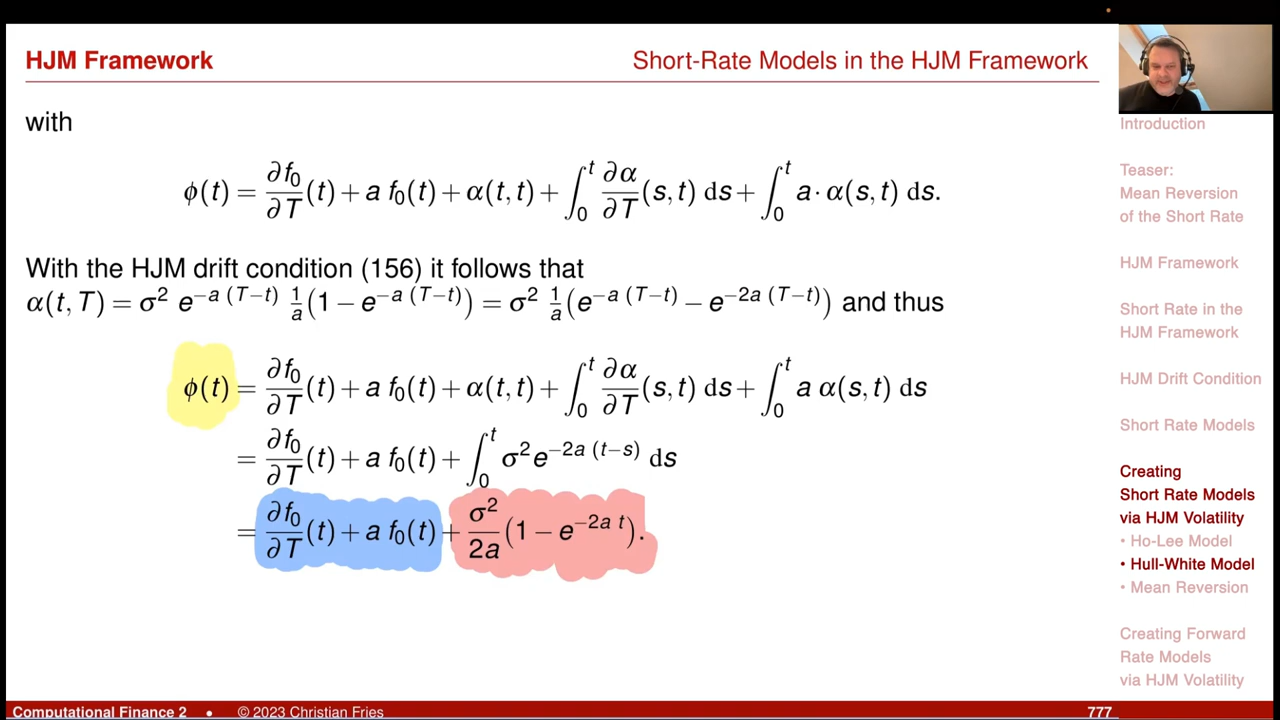 HJM Framework
Short-Rate Models in the HJM Framework
with
ϕ(t) = ∂f₀/∂T (t) + a f₀(t) + α(t, t) + ∫₀ᵗ ∂α/∂T (s, t) ds + ∫₀ᵗ a · α(s, t) ds.
With the HJM drift condition (156) it follows that
α(t, T) = σ² e^{−a (T−t)} 1/a (1 − e^{−a (T−t)}) = σ² 1/a (e^{−a (T−t)} − e^{−2a (T−t)}) and thus
ϕ(t) = ∂f₀/∂T (t) + a f₀(t) + α(t, t) + ∫₀ᵗ ∂α/∂T (s, t) ds + ∫₀ᵗ a α(s, t) ds
= ∂f₀/∂T (t) + a f₀(t) + ∫₀ᵗ σ² e^{−2a (t−s)} ds
= ∂f₀/∂T (t) + a f₀(t) + σ²/2a (1 − e^{−2a t}).
Introduction
Teaser:
Mean Reversion
of the Short Rate
HJM Framework
Short Rate in the
HJM Framework
HJM Drift Condition
Short Rate Models
Creating
Short Rate Models
via HJM Volatility
• Ho-Lee Model
• Hull-White Model
• Mean Reversion
Creating Forward
Rate Models
via HJM Volatility
Computational Finance 2 • © 2023 Christian Fries
777